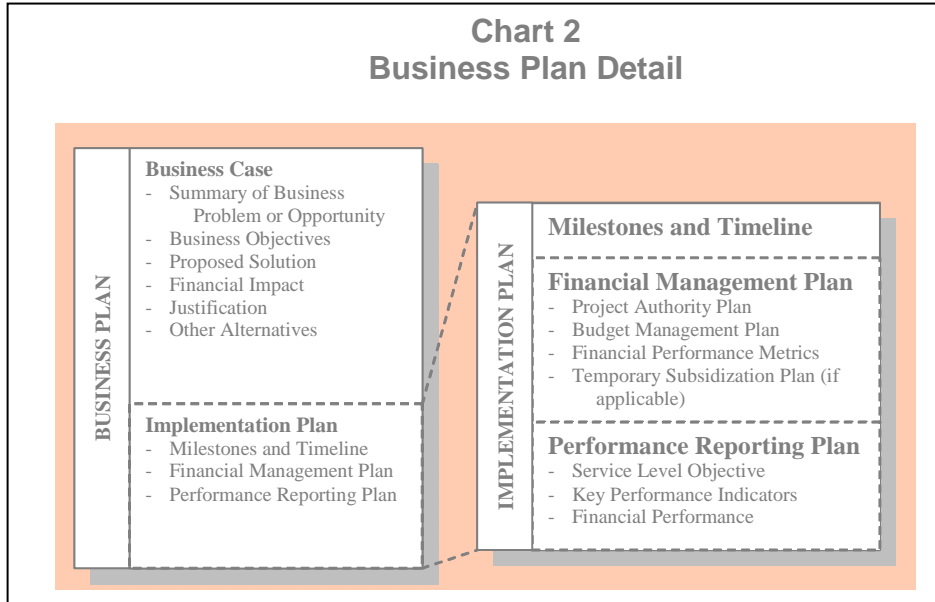 Chart 2
Business Plan Detail
BUSINESS PLAN
Business Case
- Summary of Business
Problem or Opportunity
- Business Objectives
- Proposed Solution
- Financial Impact
- Justification
- Other Alternatives
Implementation Plan
- Milestones and Timeline
- Financial Management Plan
- Performance Reporting Plan
IMPLEMENTATION PLAN
Milestones and Timeline
Financial Management Plan
- Project Authority Plan
- Budget Management Plan
- Financial Performance Metrics
- Temporary Subsidization Plan (if
applicable)
Performance Reporting Plan
- Service Level Objective
- Key Performance Indicators
- Financial Performance